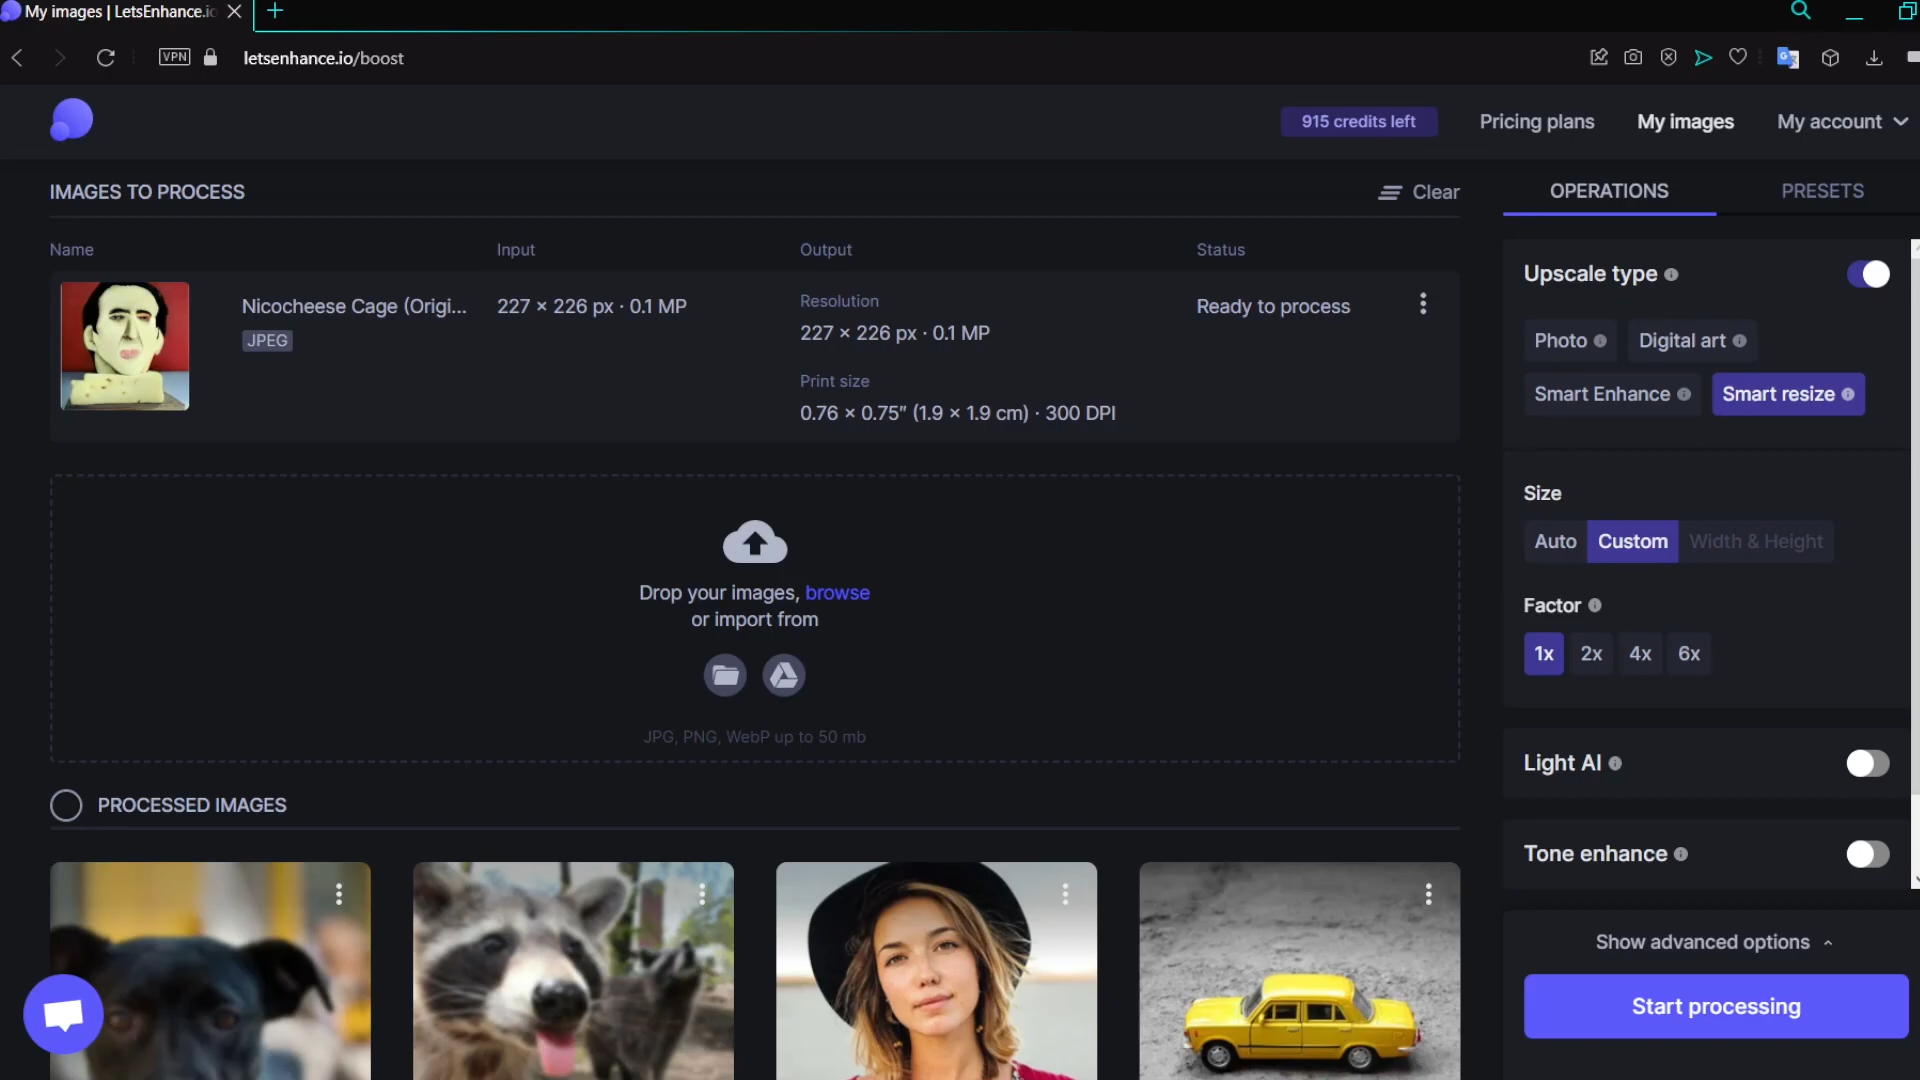 My images | LetsEnhance.io
VPN
letsenhance.io/boost
915 credits left
Pricing plans
My images
My account
IMAGES TO PROCESS
Clear
OPERATIONS
PRESETS
Name
Input
Output
Status
Nicocheese Cage (Origi...
JPEG
227 × 226 px · 0.1 MP
Resolution
227 × 226 px · 0.1 MP
Print size
0.76 × 0.75″ (1.9 × 1.9 cm) · 300 DPI
Ready to process
Upscale type
Photo
Digital art
Smart Enhance
Smart resize
Size
Auto
Custom
Width & Height
Factor
1x
2x
4x
6x
Drop your images, browse
or import from
JPG, PNG, WebP up to 50 mb
Light AI
Tone enhance
PROCESSED IMAGES
Show advanced options
Start processing